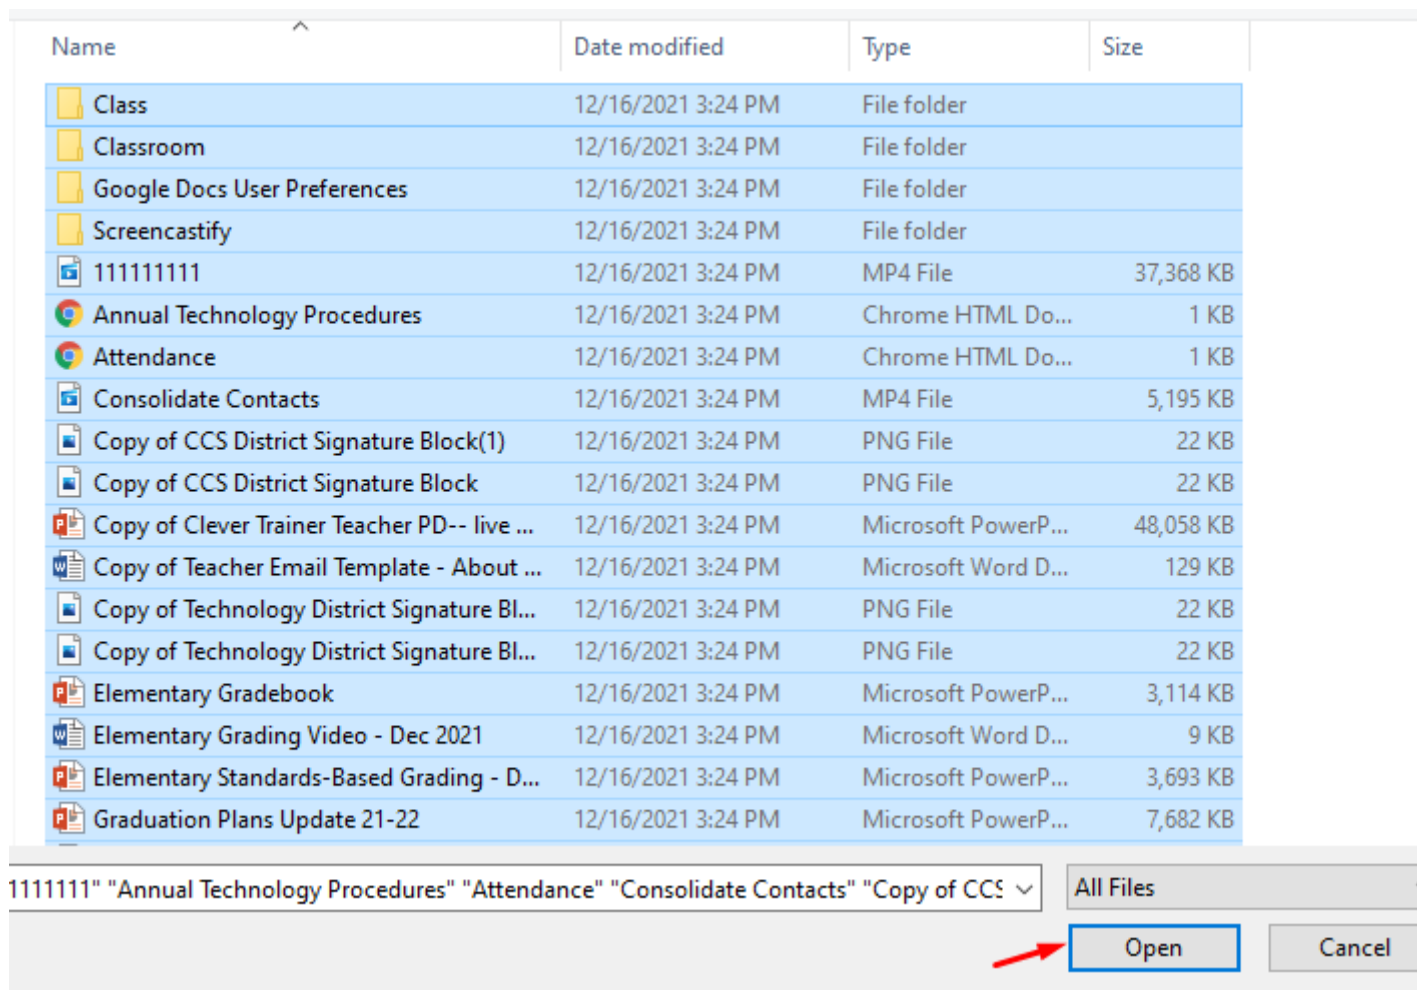 Name Date modified Type Size
Class 12/16/2021 3:24 PM File folder
Classroom 12/16/2021 3:24 PM File folder
Google Docs User Preferences 12/16/2021 3:24 PM File folder
Screencastify 12/16/2021 3:24 PM File folder
111111111 12/16/2021 3:24 PM MP4 File 37,368 KB
Annual Technology Procedures 12/16/2021 3:24 PM Chrome HTML Do... 1 KB
Attendance 12/16/2021 3:24 PM Chrome HTML Do... 1 KB
Consolidate Contacts 12/16/2021 3:24 PM MP4 File 5,195 KB
Copy of CCS District Signature Block(1) 12/16/2021 3:24 PM PNG File 22 KB
Copy of CCS District Signature Block 12/16/2021 3:24 PM PNG File 22 KB
Copy of Clever Trainer Teacher PD-- live ... 12/16/2021 3:24 PM Microsoft PowerP... 48,058 KB
Copy of Teacher Email Template - About ... 12/16/2021 3:24 PM Microsoft Word D... 129 KB
Copy of Technology District Signature Bl... 12/16/2021 3:24 PM PNG File 22 KB
Copy of Technology District Signature Bl... 12/16/2021 3:24 PM PNG File 22 KB
Elementary Gradebook 12/16/2021 3:24 PM Microsoft PowerP... 3,114 KB
Elementary Grading Video - Dec 2021 12/16/2021 3:24 PM Microsoft Word D... 9 KB
Elementary Standards-Based Grading - D... 12/16/2021 3:24 PM Microsoft PowerP... 3,693 KB
Graduation Plans Update 21-22 12/16/2021 3:24 PM Microsoft PowerP... 7,682 KB
1111111" "Annual Technology Procedures" "Attendance" "Consolidate Contacts" "Copy of CCS All Files
Open Cancel